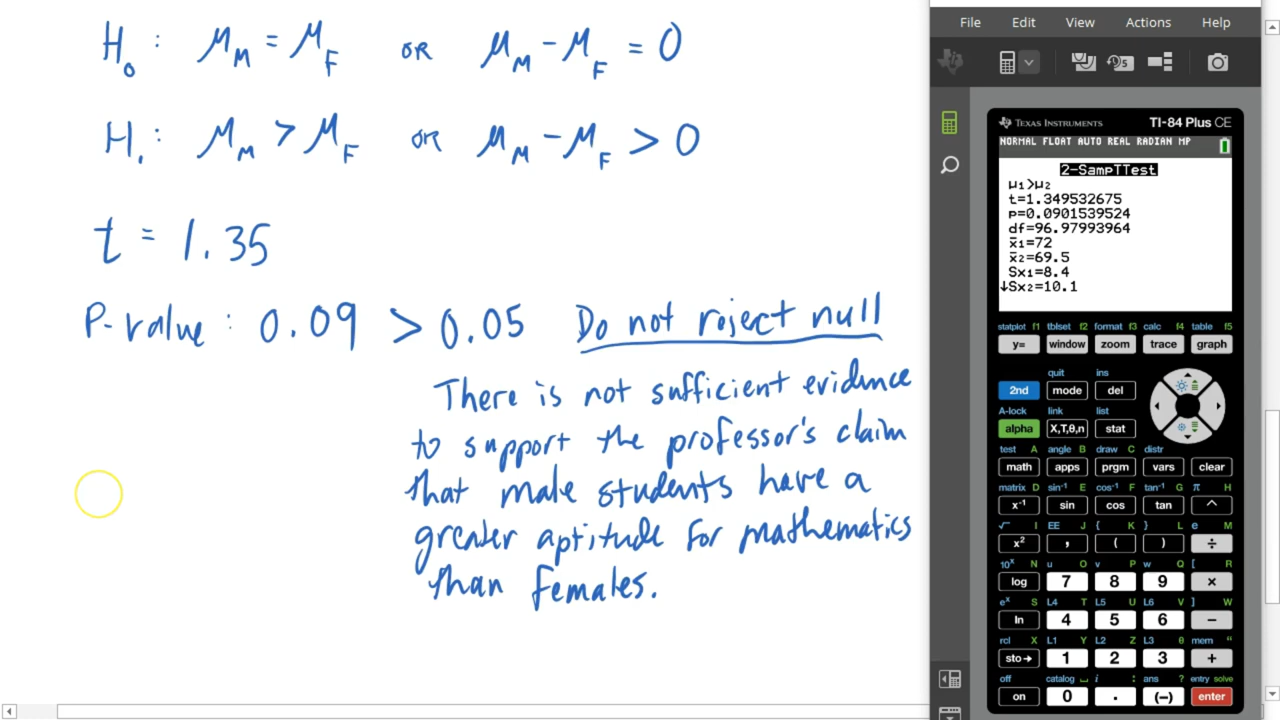 H₀ : μM = μF OR μM - μF = 0
H₁ : μM > μF OR μM - μF > 0
t = 1.35
P-value : 0.09 > 0.05 Do not reject null
There is not sufficient evidence
to support the professor's claim
that male students have a
greater aptitude for mathematics
than females.
File Edit View Actions Help
TEXAS INSTRUMENTS TI-84 Plus CE
NORMAL FLOAT AUTO REAL RADIAN MP
2-SampTTest
μ1>μ2
t=1.349532675
p=0.0901539524
df=96.97993964
x̄1=72
x̄2=69.5
Sx1=8.4
↓Sx2=10.1
statplot f1 tblset f2 format f3 calc f4 table f5
y= window zoom trace graph
quit ins
2nd mode del
A-lock link list
alpha X,T,θ,n stat
test A angle B draw C distr
math apps prgm vars clear
matrix D sin⁻¹ E cos⁻¹ F tan⁻¹ G π H
x⁻¹ sin cos tan ^
√ I EE J { K } L e M
x² , ( ) ÷
10ˣ N u O v P w Q [ R
log 7 8 9 ×
eˣ S L4 T L5 U L6 V ] W
ln 4 5 6 −
rcl X L1 Y L2 Z L3 θ mem "
sto→ 1 2 3 +
off catalog i : ans ? entry solve
on 0 . (−) enter